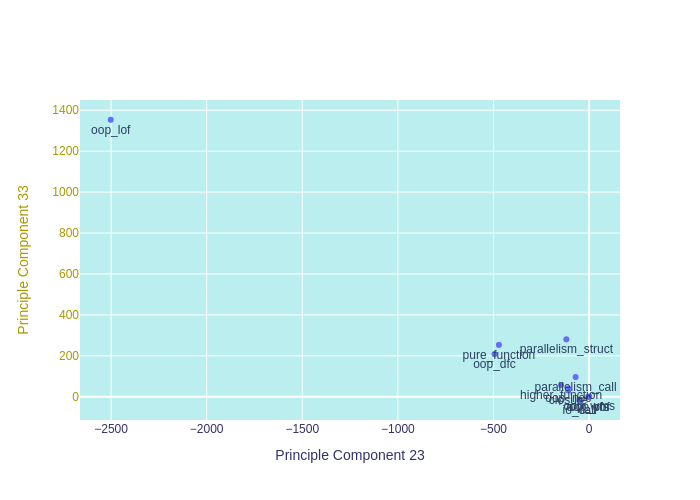 1400
1200
1000
800
600
400
200
0
Principle Component 33
oop_lof
pure_function
oop_dfc
parallelism_struct
parallelism_call
higher_function
−2500
−2000
−1500
−1000
−500
0
Principle Component 23